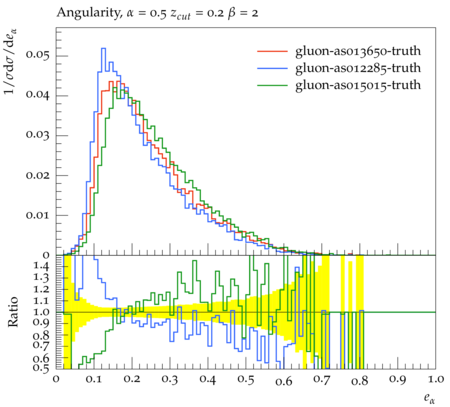 Angularity, α = 0.5 z_cut = 0.2 β = 2
1/σdσ/de_α
0.05
0.04
0.03
0.02
0.01
0
gluon-as013650-truth
gluon-as012285-truth
gluon-as015015-truth
Ratio
1.4
1.3
1.2
1.1
1.0
0.9
0.8
0.7
0.6
0.5
0 0.1 0.2 0.3 0.4 0.5 0.6 0.7 0.8 0.9 1.0
e_α